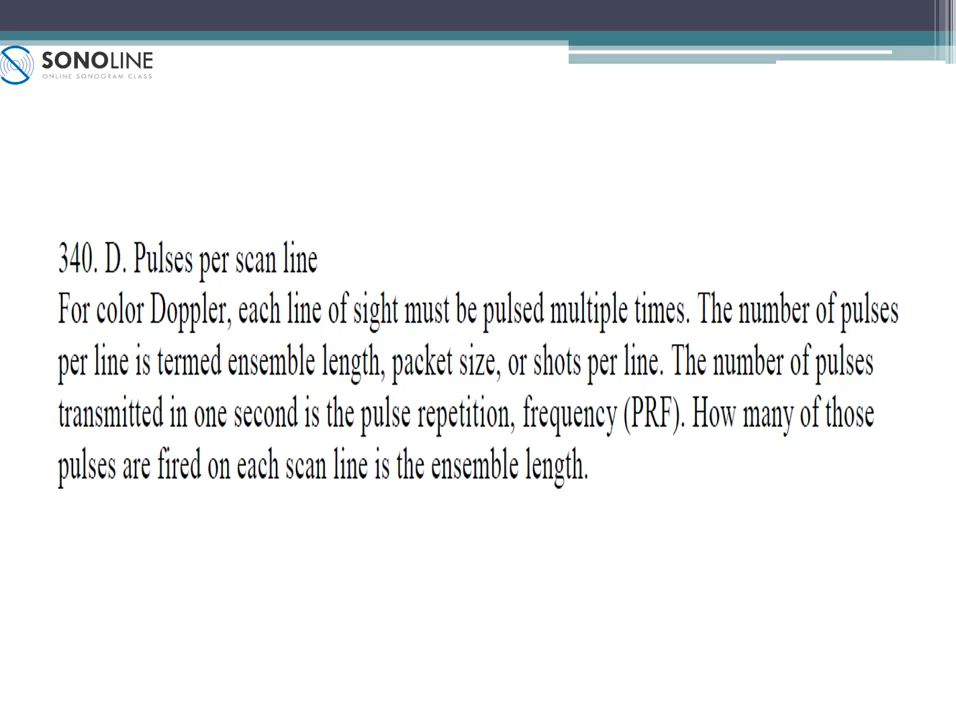 SONOLINE
ONLINE SONOGRAM CLASS
340. D. Pulses per scan line
For color Doppler, each line of sight must be pulsed multiple times. The number of pulses
per line is termed ensemble length, packet size, or shots per line. The number of pulses
transmitted in one second is the pulse repetition, frequency (PRF). How many of those
pulses are fired on each scan line is the ensemble length.